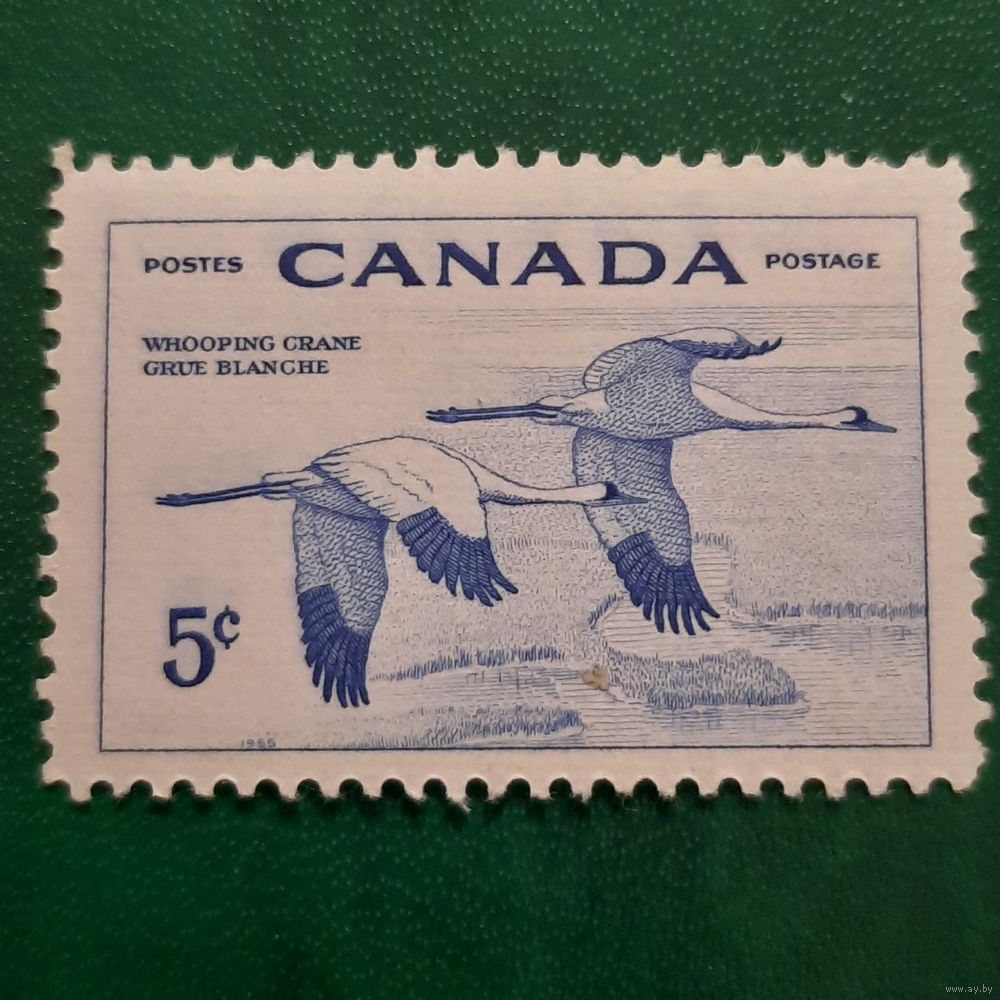 POSTES CANADA POSTAGE
WHOOPING CRANE
GRUE BLANCHE
5¢
1955
www.ay.by